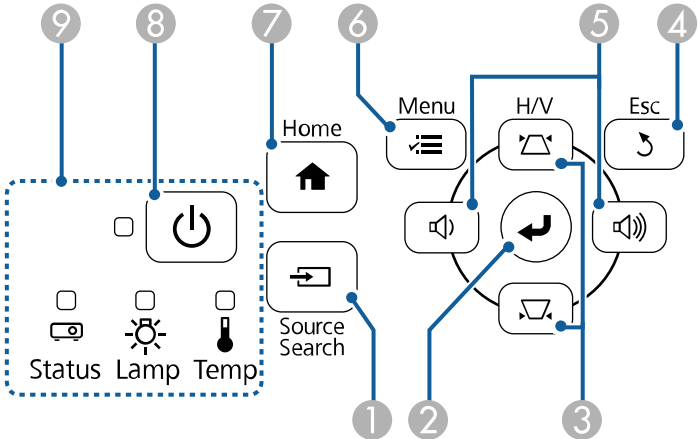 9 8 7 6 5 4
Menu H/V Esc
Home
Source
Search
Status Lamp Temp
1 2 3